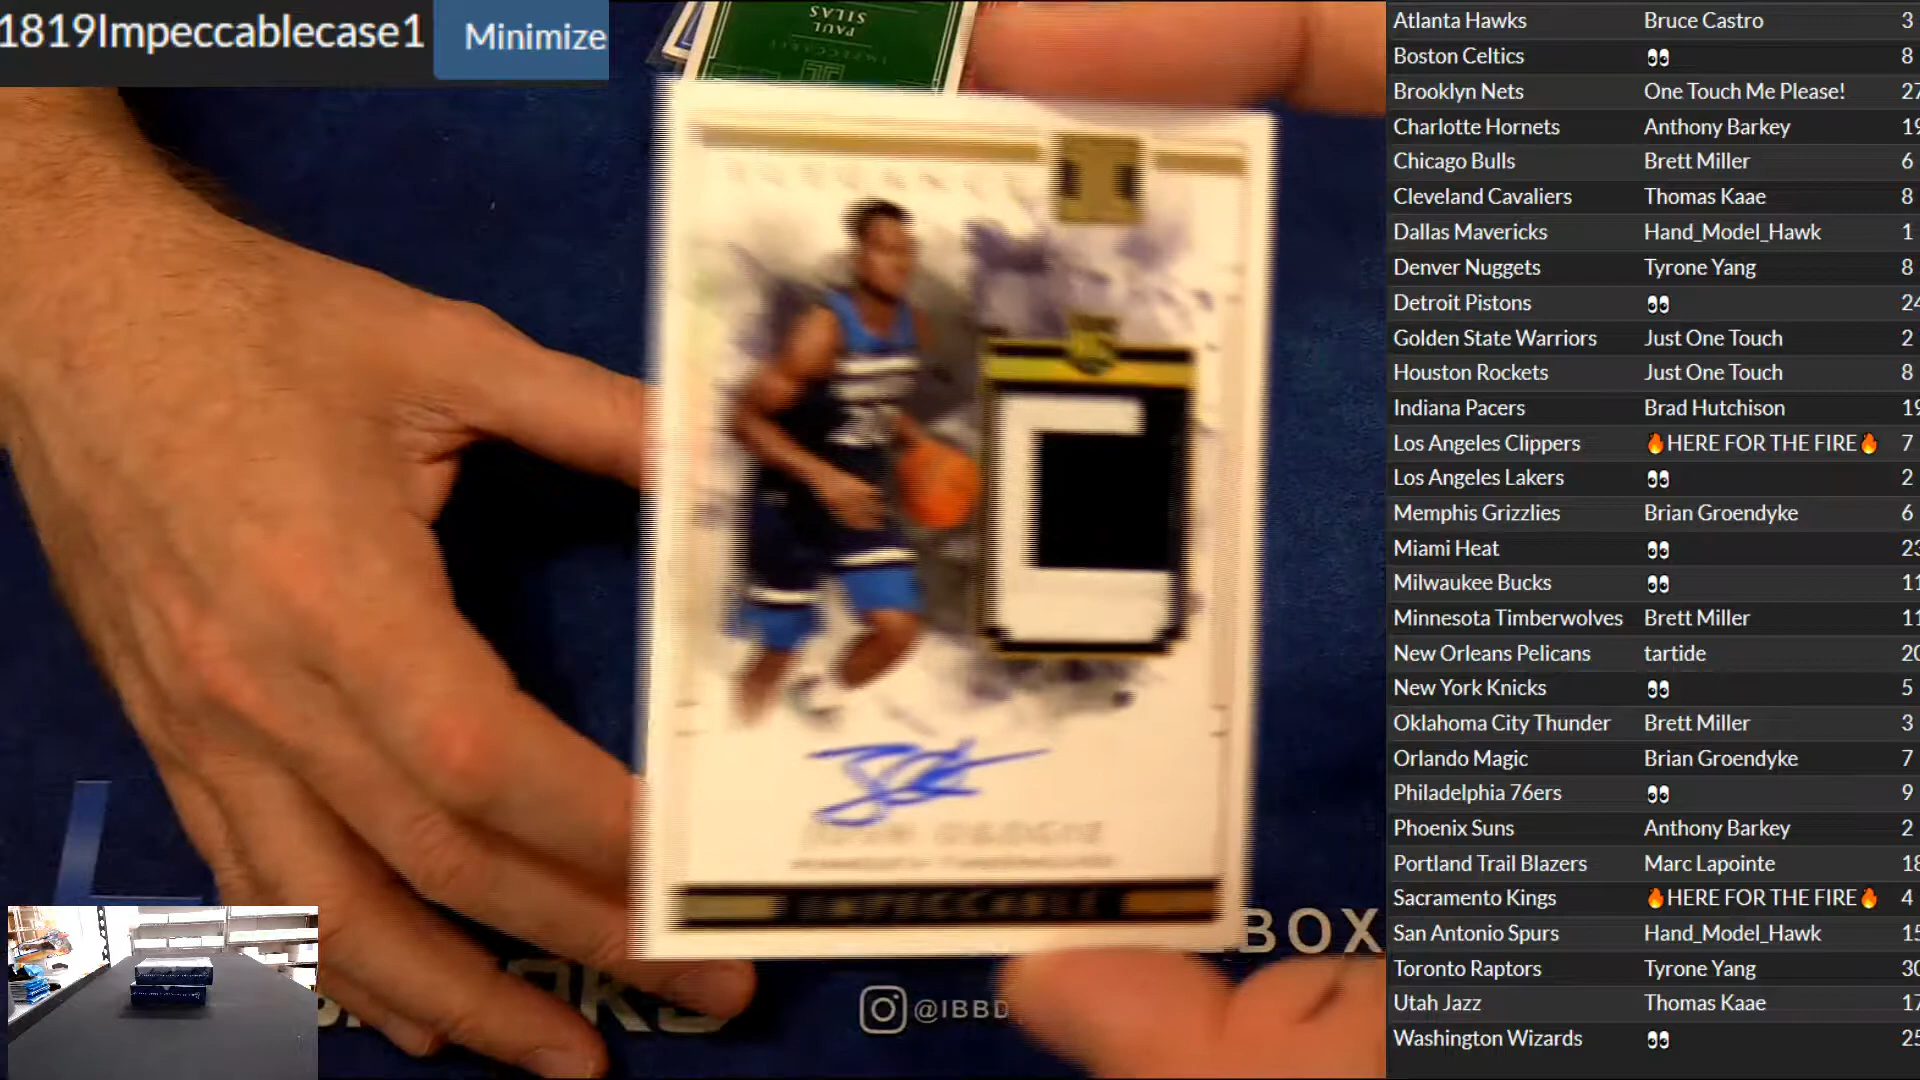 1819Impeccablecase1 Minimize
PAUL SILAS
IMPECCABLE
JOSH OKOGIE
MINNESOTA TIMBERWOLVES
IMPECCABLE
BOX
@IBBD
Atlanta Hawks Bruce Castro 3
Boston Celtics 👀 8
Brooklyn Nets One Touch Me Please! 27
Charlotte Hornets Anthony Barkey 19
Chicago Bulls Brett Miller 6
Cleveland Cavaliers Thomas Kaae 8
Dallas Mavericks Hand_Model_Hawk 1
Denver Nuggets Tyrone Yang 8
Detroit Pistons 👀 24
Golden State Warriors Just One Touch 2
Houston Rockets Just One Touch 8
Indiana Pacers Brad Hutchison 19
Los Angeles Clippers 🔥HERE FOR THE FIRE🔥 7
Los Angeles Lakers 👀 2
Memphis Grizzlies Brian Groendyke 6
Miami Heat 👀 23
Milwaukee Bucks 👀 11
Minnesota Timberwolves Brett Miller 11
New Orleans Pelicans tartide 20
New York Knicks 👀 5
Oklahoma City Thunder Brett Miller 3
Orlando Magic Brian Groendyke 7
Philadelphia 76ers 👀 9
Phoenix Suns Anthony Barkey 2
Portland Trail Blazers Marc Lapointe 18
Sacramento Kings 🔥HERE FOR THE FIRE🔥 4
San Antonio Spurs Hand_Model_Hawk 15
Toronto Raptors Tyrone Yang 30
Utah Jazz Thomas Kaae 17
Washington Wizards 👀 25